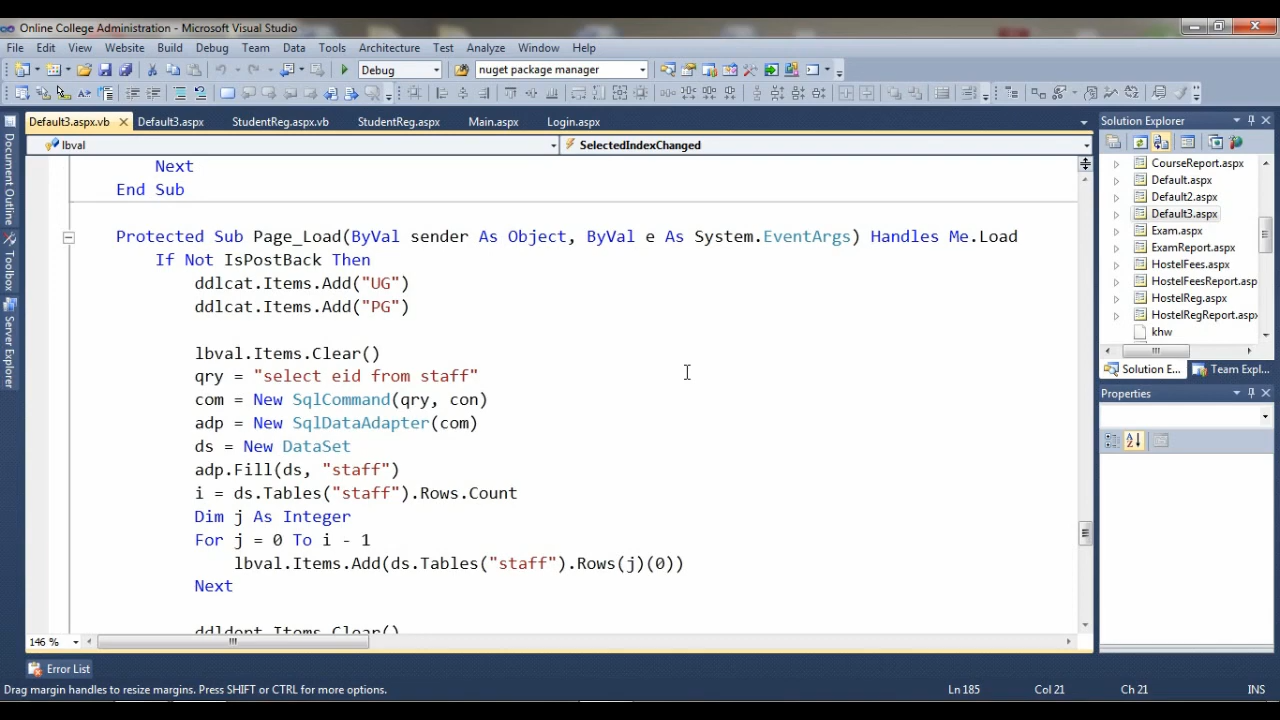 Online College Administration - Microsoft Visual Studio
File Edit View Website Build Debug Team Data Tools Architecture Test Analyze Window Help
Debug nuget package manager
Default3.aspx.vb Default3.aspx StudentReg.aspx.vb StudentReg.aspx Main.aspx Login.aspx
lbval SelectedIndexChanged
Document Outline
Toolbox
Server Explorer
Next
End Sub
Protected Sub Page_Load(ByVal sender As Object, ByVal e As System.EventArgs) Handles Me.Load
If Not IsPostBack Then
ddlcat.Items.Add("UG")
ddlcat.Items.Add("PG")
lbval.Items.Clear()
qry = "select eid from staff"
com = New SqlCommand(qry, con)
adp = New SqlDataAdapter(com)
ds = New DataSet
adp.Fill(ds, "staff")
i = ds.Tables("staff").Rows.Count
Dim j As Integer
For j = 0 To i - 1
lbval.Items.Add(ds.Tables("staff").Rows(j)(0))
Next
ddldept.Items.Clear()
146 %
Solution Explorer
CourseReport.aspx
Default.aspx
Default2.aspx
Default3.aspx
Exam.aspx
ExamReport.aspx
HostelFees.aspx
HostelFeesReport.asp
HostelReg.aspx
HostelRegReport.aspx
khw
Solution E... Team Expl...
Properties
Error List
Drag margin handles to resize margins. Press SHIFT or CTRL for more options. Ln 185 Col 21 Ch 21 INS